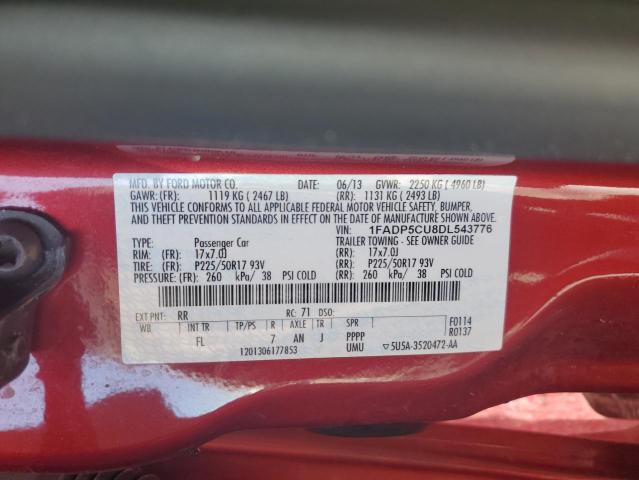 MFD. BY FORD MOTOR CO. DATE: 06/13 GVWR: 2250 KG ( 4960 LB)
GAWR: (FR): 1119 KG ( 2467 LB) (RR): 1131 KG ( 2493 LB)
THIS VEHICLE CONFORMS TO ALL APPLICABLE FEDERAL MOTOR VEHICLE SAFETY, BUMPER,
AND THEFT PREVENTION STANDARDS IN EFFECT ON THE DATE OF MANUFACTURE SHOWN ABOVE.
VIN: 1FADP5CU8DL543776
TYPE: Passenger Car TRAILER TOWING - SEE OWNER GUIDE
RIM: (FR): 17x7.0J (RR): 17x7.0J
TIRE: (FR): P225/50R17 93V (RR): P225/50R17 93V
PRESSURE: (FR): 260 kPa/ 38 PSI COLD (RR): 260 kPa/ 38 PSI COLD
EXT PNT: RR RC: 71 DSO:
WB INT TR TP/PS R AXLE TR SPR F0114
FL 7 AN J PPPP R0137
1201306177853 UMU 5U5A-3520472-AA